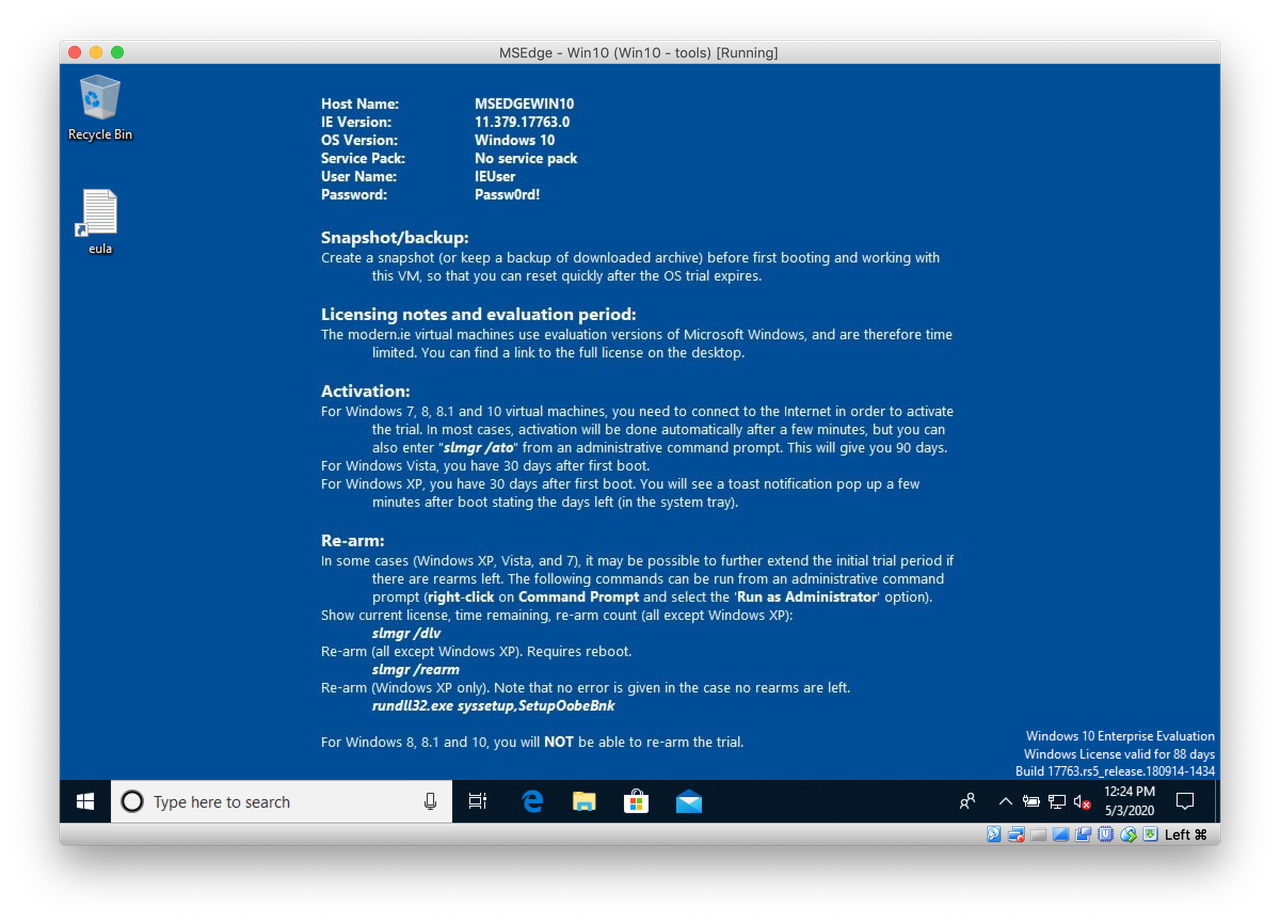 MSEdge - Win10 (Win10 - tools) [Running]
Recycle Bin
eula
Host Name: MSEDGEWIN10
IE Version: 11.379.17763.0
OS Version: Windows 10
Service Pack: No service pack
User Name: IEUser
Password: Passw0rd!
Snapshot/backup:
Create a snapshot (or keep a backup of downloaded archive) before first booting and working with
this VM, so that you can reset quickly after the OS trial expires.
Licensing notes and evaluation period:
The modern.ie virtual machines use evaluation versions of Microsoft Windows, and are therefore time
limited. You can find a link to the full license on the desktop.
Activation:
For Windows 7, 8, 8.1 and 10 virtual machines, you need to connect to the Internet in order to activate
the trial. In most cases, activation will be done automatically after a few minutes, but you can
also enter "slmgr /ato" from an administrative command prompt. This will give you 90 days.
For Windows Vista, you have 30 days after first boot.
For Windows XP, you have 30 days after first boot. You will see a toast notification pop up a few
minutes after boot stating the days left (in the system tray).
Re-arm:
In some cases (Windows XP, Vista, and 7), it may be possible to further extend the initial trial period if
there are rearms left. The following commands can be run from an administrative command
prompt (right-click on Command Prompt and select the 'Run as Administrator' option).
Show current license, time remaining, re-arm count (all except Windows XP):
slmgr /dlv
Re-arm (all except Windows XP). Requires reboot.
slmgr /rearm
Re-arm (Windows XP only). Note that no error is given in the case no rearms are left.
rundll32.exe syssetup,SetupOobeBnk
For Windows 8, 8.1 and 10, you will NOT be able to re-arm the trial.
Windows 10 Enterprise Evaluation
Windows License valid for 88 days
Build 17763.rs5_release.180914-1434
Type here to search
12:24 PM
5/3/2020
Left ⌘